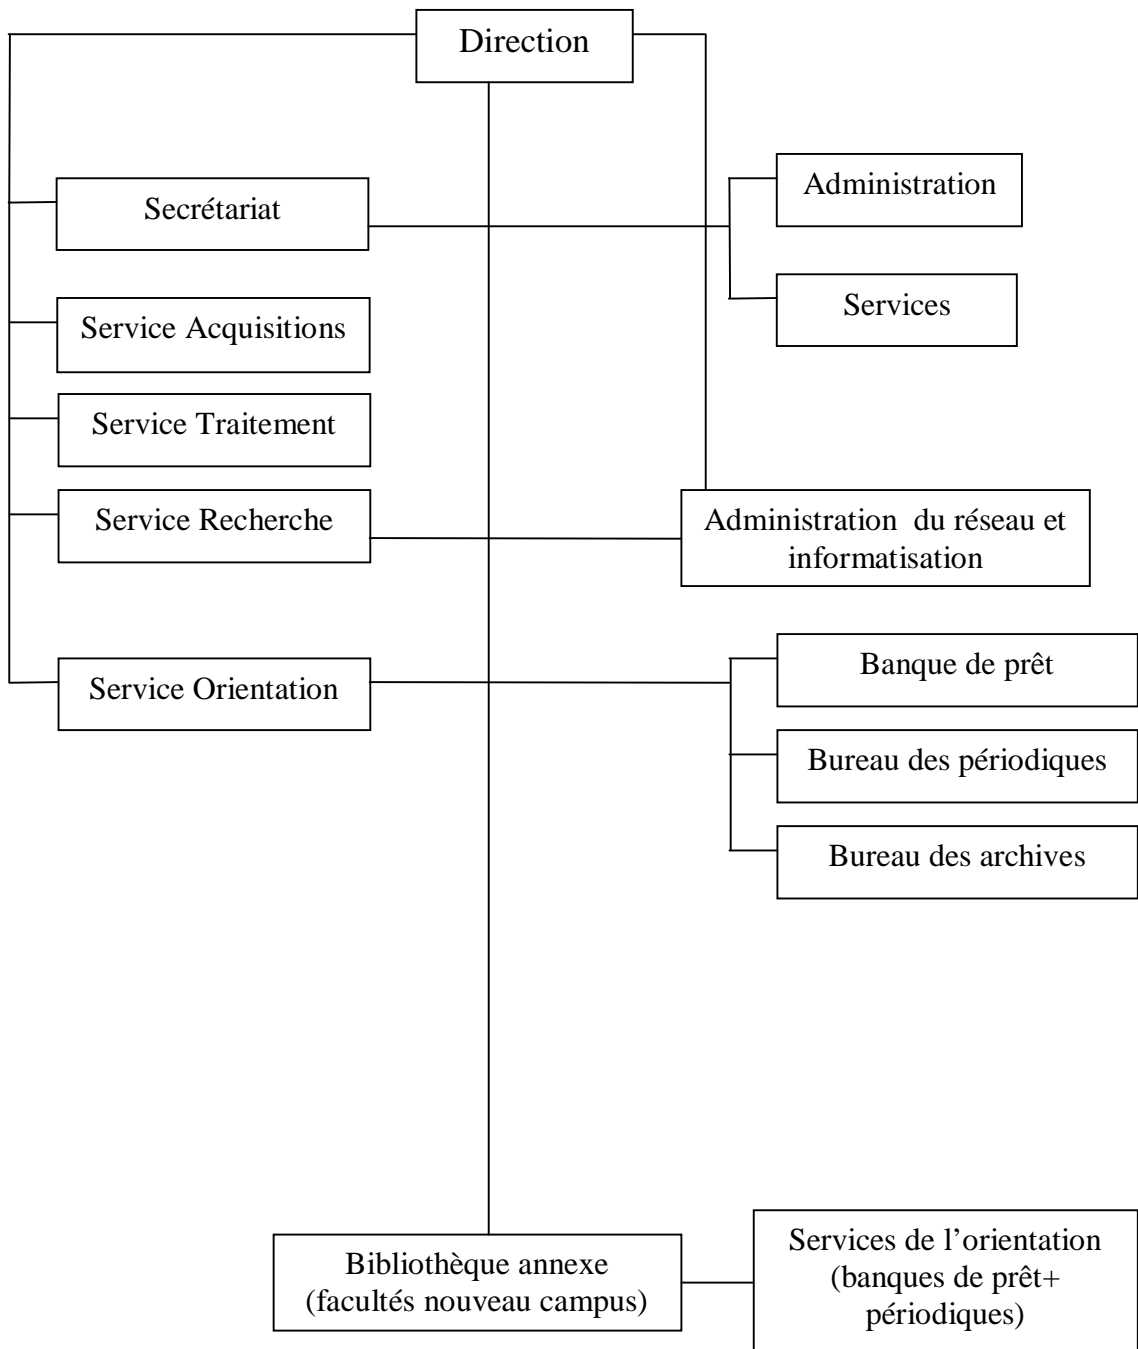 Direction
Secrétariat
Administration
Services
Service Acquisitions
Service Traitement
Service Recherche
Administration  du réseau et
informatisation
Service Orientation
Banque de prêt
Bureau des périodiques
Bureau des archives
Bibliothèque annexe
(facultés nouveau campus)
Services de l’orientation
(banques de prêt+
périodiques)